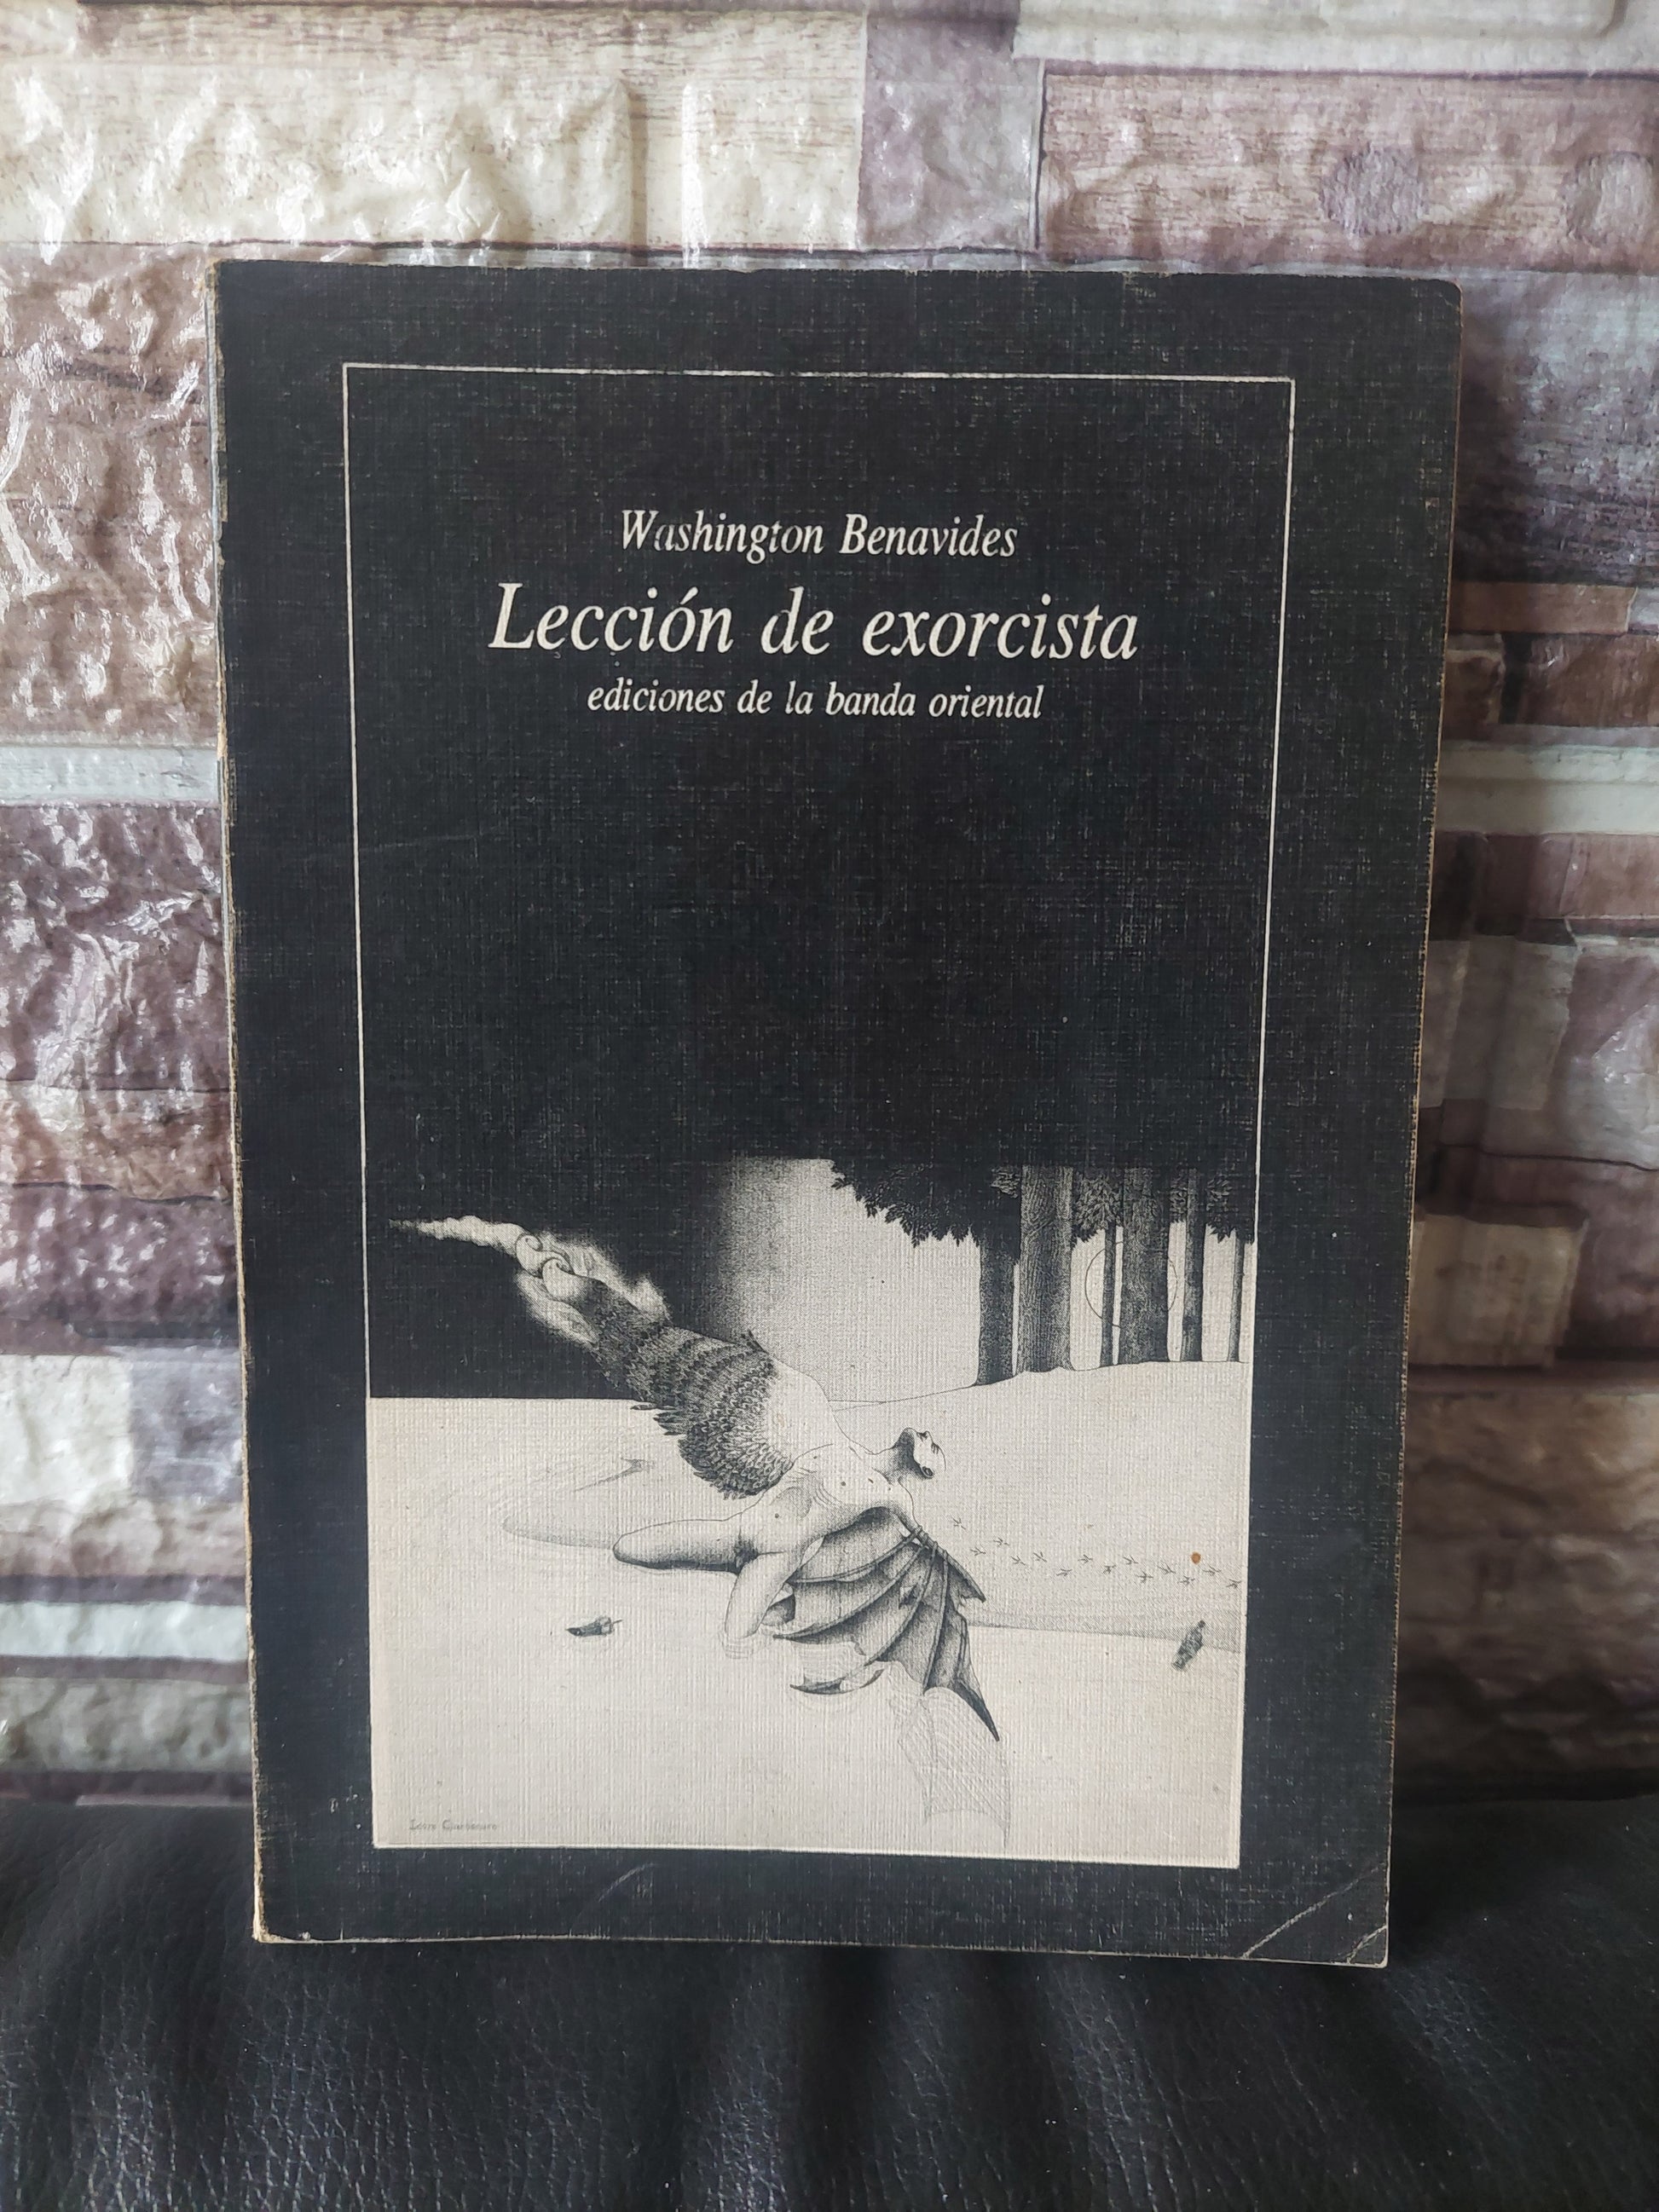 Washington Benavides
Lección de exorcista
ediciones de la banda oriental